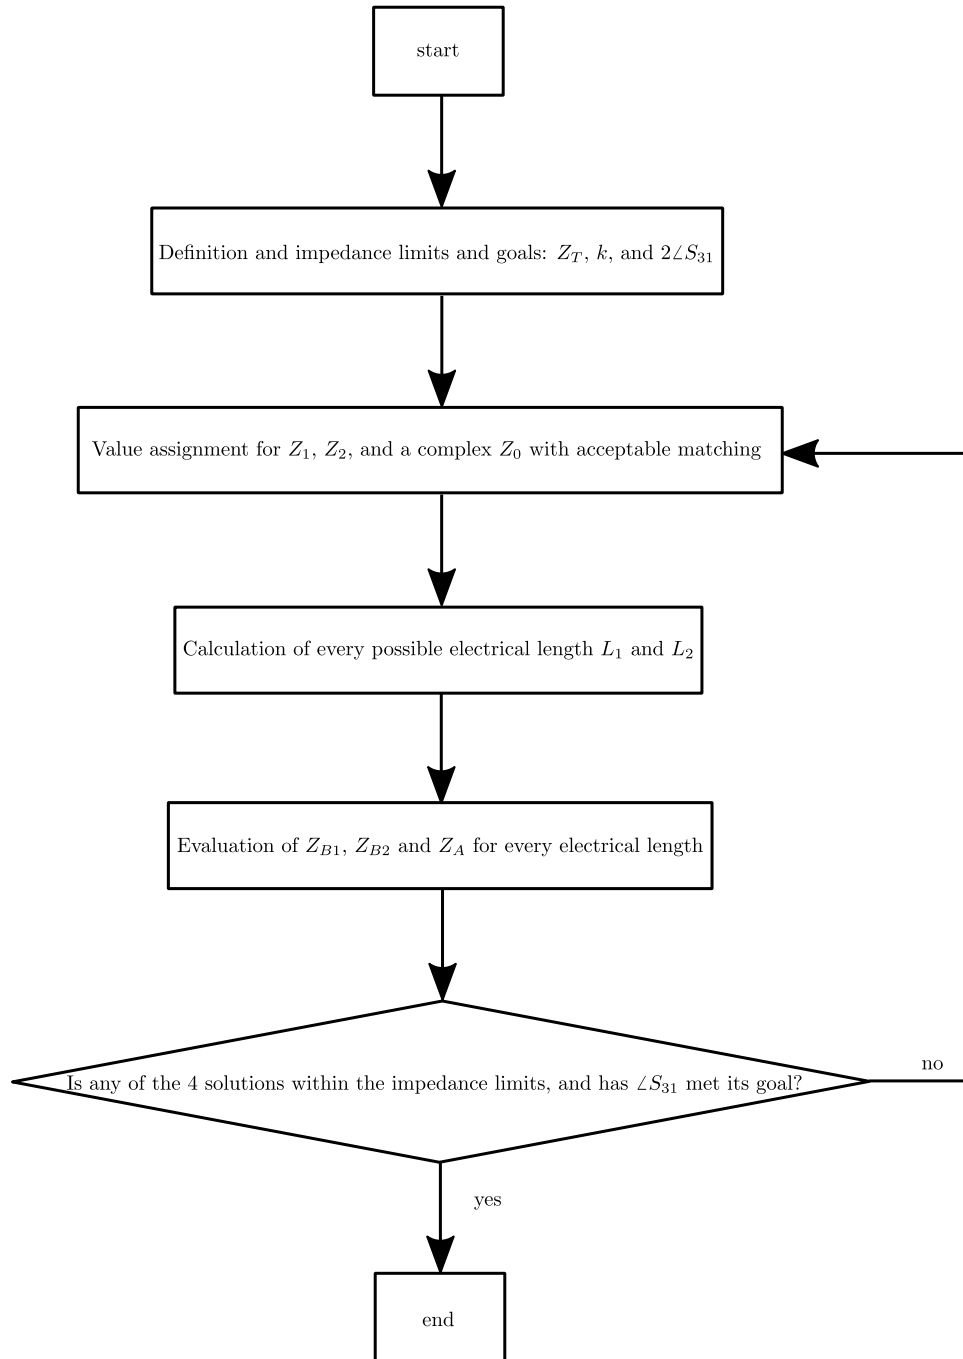 start
Definition and impedance limits and goals: Z_T, k, and 2∠S_31
Value assignment for Z_1, Z_2, and a complex Z_0 with acceptable matching
Calculation of every possible electrical length L_1 and L_2
Evaluation of Z_B1, Z_B2 and Z_A for every electrical length
no
Is any of the 4 solutions within the impedance limits, and has ∠S_31 met its goal?
yes
end